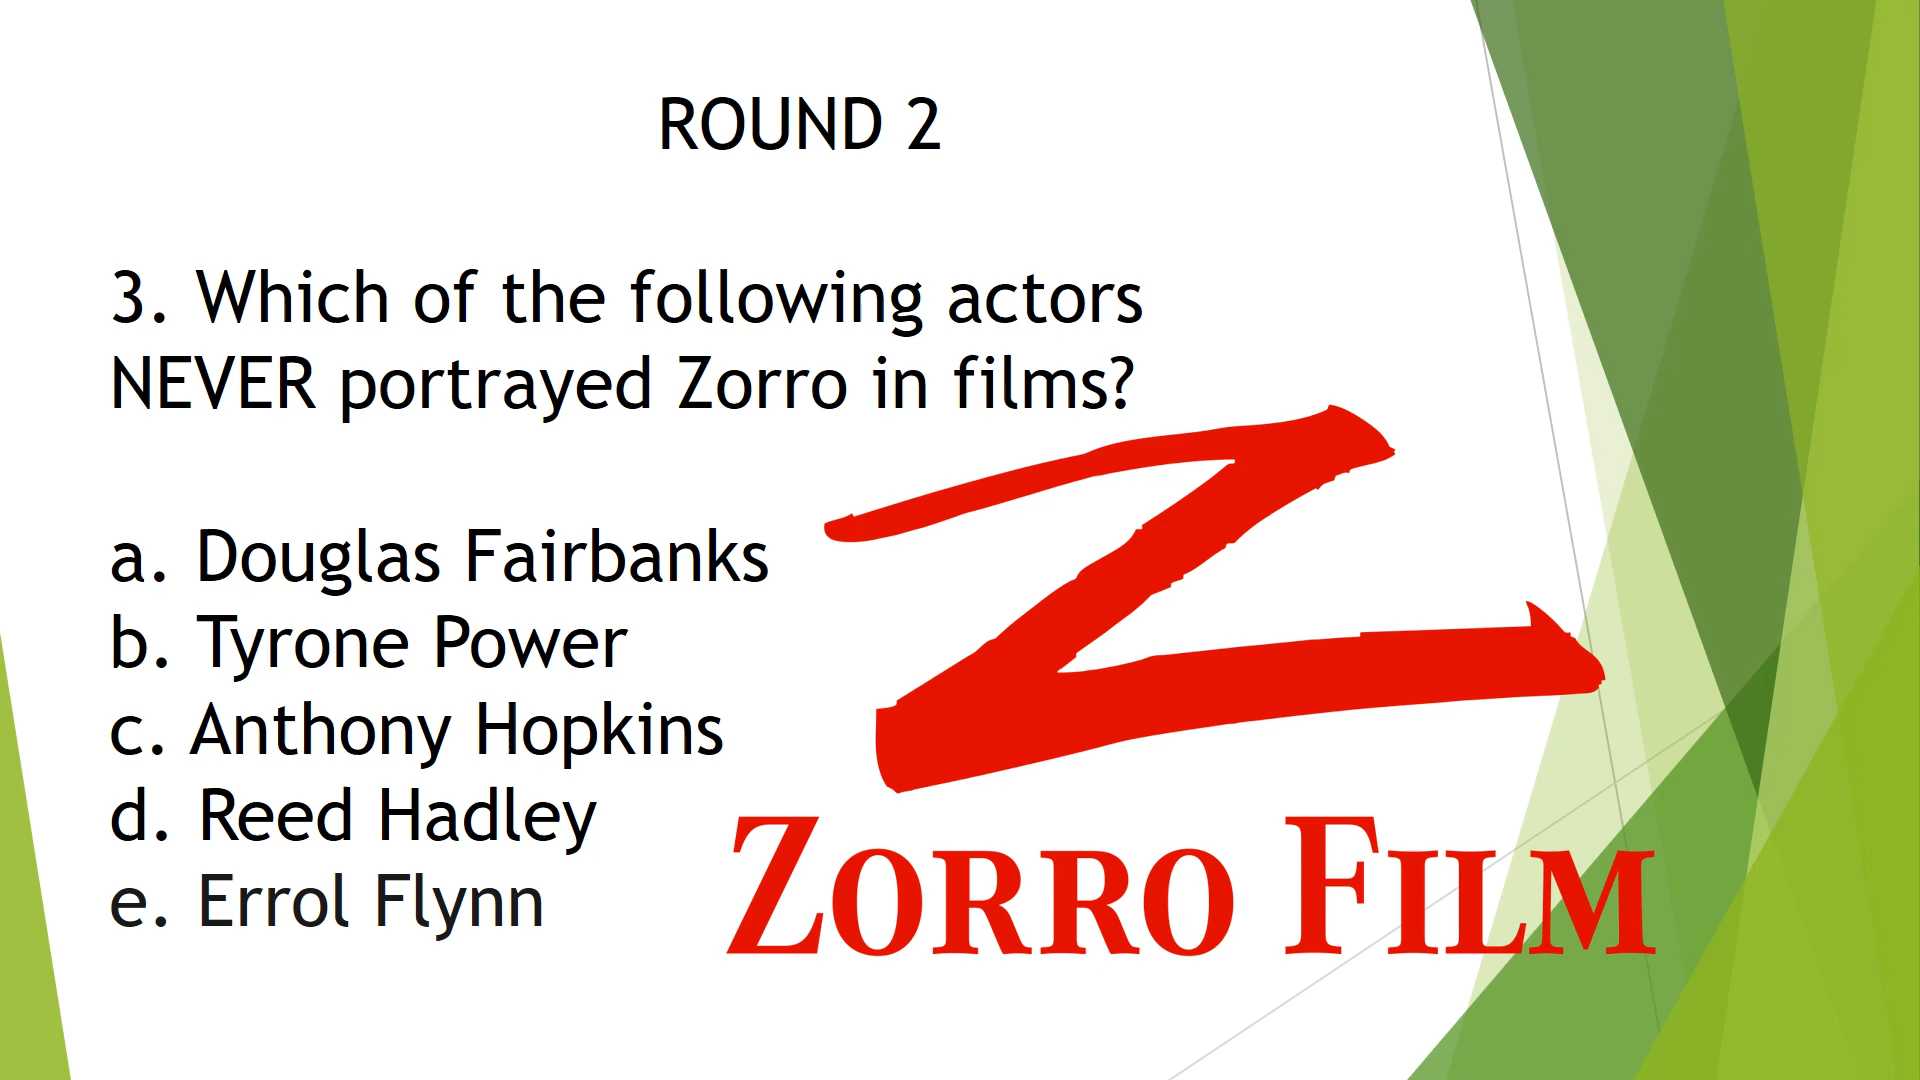 ROUND 2
3. Which of the following actors
NEVER portrayed Zorro in films?
a. Douglas Fairbanks
b. Tyrone Power
c. Anthony Hopkins
d. Reed Hadley
e. Errol Flynn
Z
ZORRO FILM